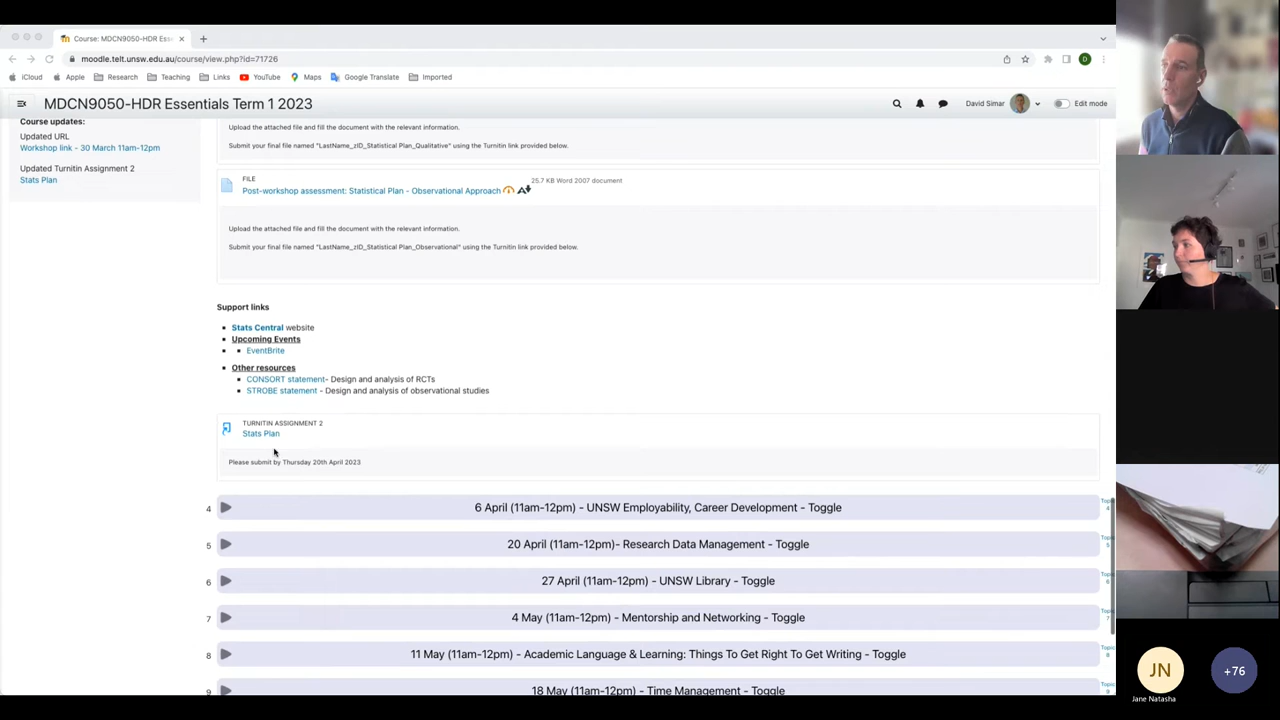 Course: MDCN9050-HDR Esse
moodle.telt.unsw.edu.au/course/view.php?id=71726
D
iCloud Apple Research Teaching Links YouTube Maps Google Translate Imported
MDCN9050-HDR Essentials Term 1 2023
David Simar
Edit mode
Course updates:
Updated URL
Workshop link - 30 March 11am-12pm
Updated Turnitin Assignment 2
Stats Plan
Upload the attached file and fill the document with the relevant information.
Submit your final file named "LastName_zID_Statistical Plan_Qualitative" using the Turnitin link provided below.
FILE
Post-workshop assessment: Statistical Plan - Observational Approach
25.7 KB Word 2007 document
Upload the attached file and fill the document with the relevant information.
Submit your final file named "LastName_zID_Statistical Plan_Observational" using the Turnitin link provided below.
Support links
Stats Central website
Upcoming Events
EventBrite
Other resources
CONSORT statement- Design and analysis of RCTs
STROBE statement - Design and analysis of observational studies
TURNITIN ASSIGNMENT 2
Stats Plan
Please submit by Thursday 20th April 2023
4 6 April (11am-12pm) - UNSW Employability, Career Development - Toggle
5 20 April (11am-12pm)- Research Data Management - Toggle
6 27 April (11am-12pm) - UNSW Library - Toggle
7 4 May (11am-12pm) - Mentorship and Networking - Toggle
8 11 May (11am-12pm) - Academic Language & Learning: Things To Get Right To Get Writing - Toggle
9 18 May (11am-12pm) - Time Management - Toggle
JN
Jane Natasha
+76